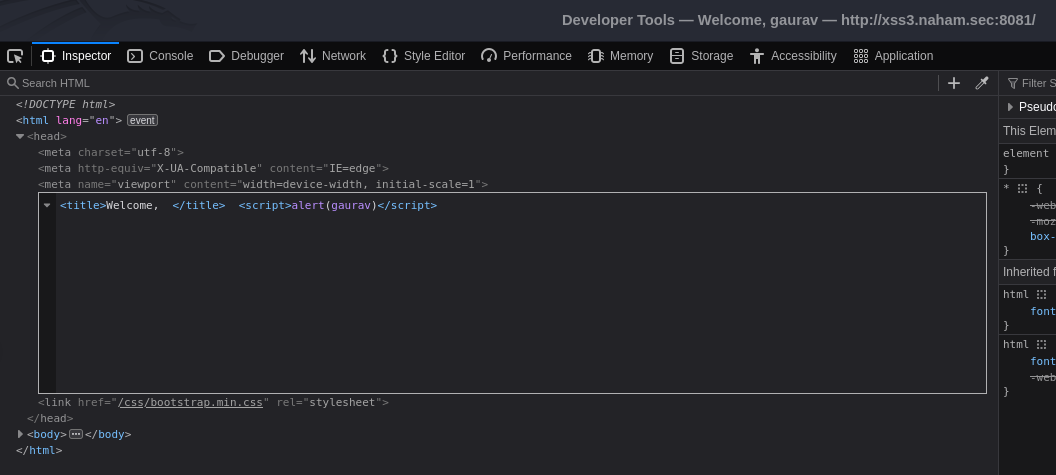 Developer Tools — Welcome, gaurav — http://xss3.naham.sec:8081/
Inspector Console Debugger Network Style Editor Performance Memory Storage Accessibility Application
Search HTML
Filter S
<!DOCTYPE html>
<html lang="en"> event
<head>
<meta charset="utf-8">
<meta http-equiv="X-UA-Compatible" content="IE=edge">
<meta name="viewport" content="width=device-width, initial-scale=1">
<title>Welcome, </title> <script>alert(gaurav)</script>
<link href="/css/bootstrap.min.css" rel="stylesheet">
</head>
<body></body>
</html>
Pseudo
This Elem
element
}
* {
-web
-moz
box-
}
Inherited f
html
font
}
html
font
-web
}